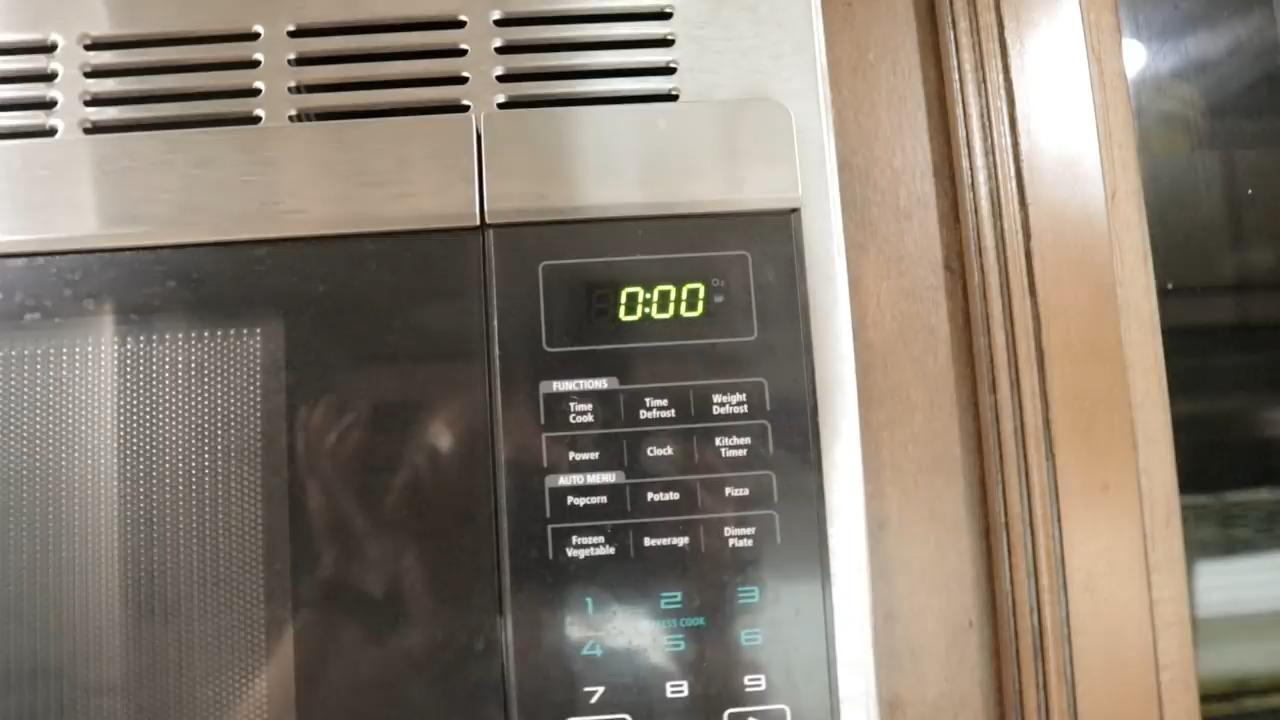 0:00
FUNCTIONS
Time Cook
Time Defrost
Weight Defrost
Power
Clock
Kitchen Timer
AUTO MENU
Popcorn
Potato
Pizza
Frozen Vegetable
Beverage
Dinner Plate
1 2 3
COOK
4 5 6
7 8 9